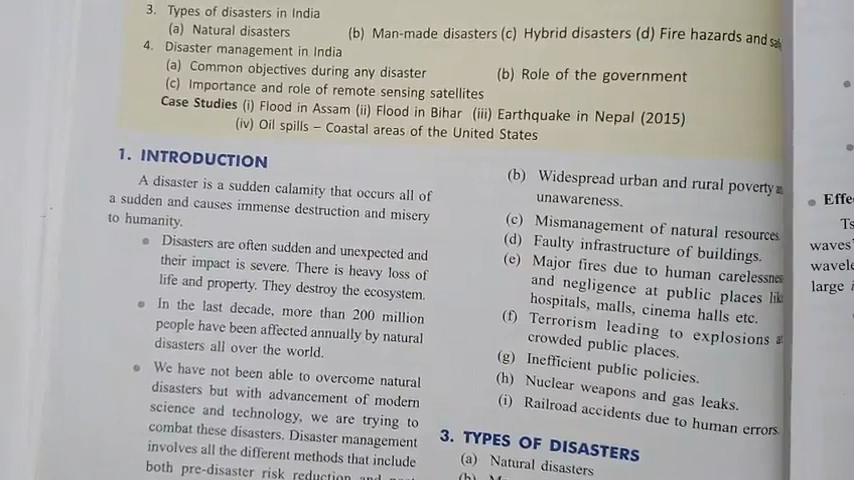 3. Types of disasters in India
(a) Natural disasters (b) Man-made disasters (c) Hybrid disasters (d) Fire hazards and
4. Disaster management in India
(a) Common objectives during any disaster (b) Role of the government
(c) Importance and role of remote sensing satellites
Case Studies (i) Flood in Assam (ii) Flood in Bihar (iii) Earthquake in Nepal (2015)
(iv) Oil spills – Coastal areas of the United States
1. INTRODUCTION
A disaster is a sudden calamity that occurs all of
a sudden and causes immense destruction and misery
to humanity.
• Disasters are often sudden and unexpected and
their impact is severe. There is heavy loss of
life and property. They destroy the ecosystem.
• In the last decade, more than 200 million
people have been affected annually by natural
disasters all over the world.
• We have not been able to overcome natural
disasters but with advancement of modern
science and technology, we are trying to
combat these disasters. Disaster management
involves all the different methods that include
both pre-disaster risk reduction and
(b) Widespread urban and rural poverty
unawareness.
(c) Mismanagement of natural resources
(d) Faulty infrastructure of buildings.
(e) Major fires due to human carelessnes
and negligence at public places lik
hospitals, malls, cinema halls etc.
(f) Terrorism leading to explosions
crowded public places.
(g) Inefficient public policies.
(h) Nuclear weapons and gas leaks.
(i) Railroad accidents due to human errors
3. TYPES OF DISASTERS
(a) Natural disasters
(b)
• Effe
Ts
waves'
wavele
large